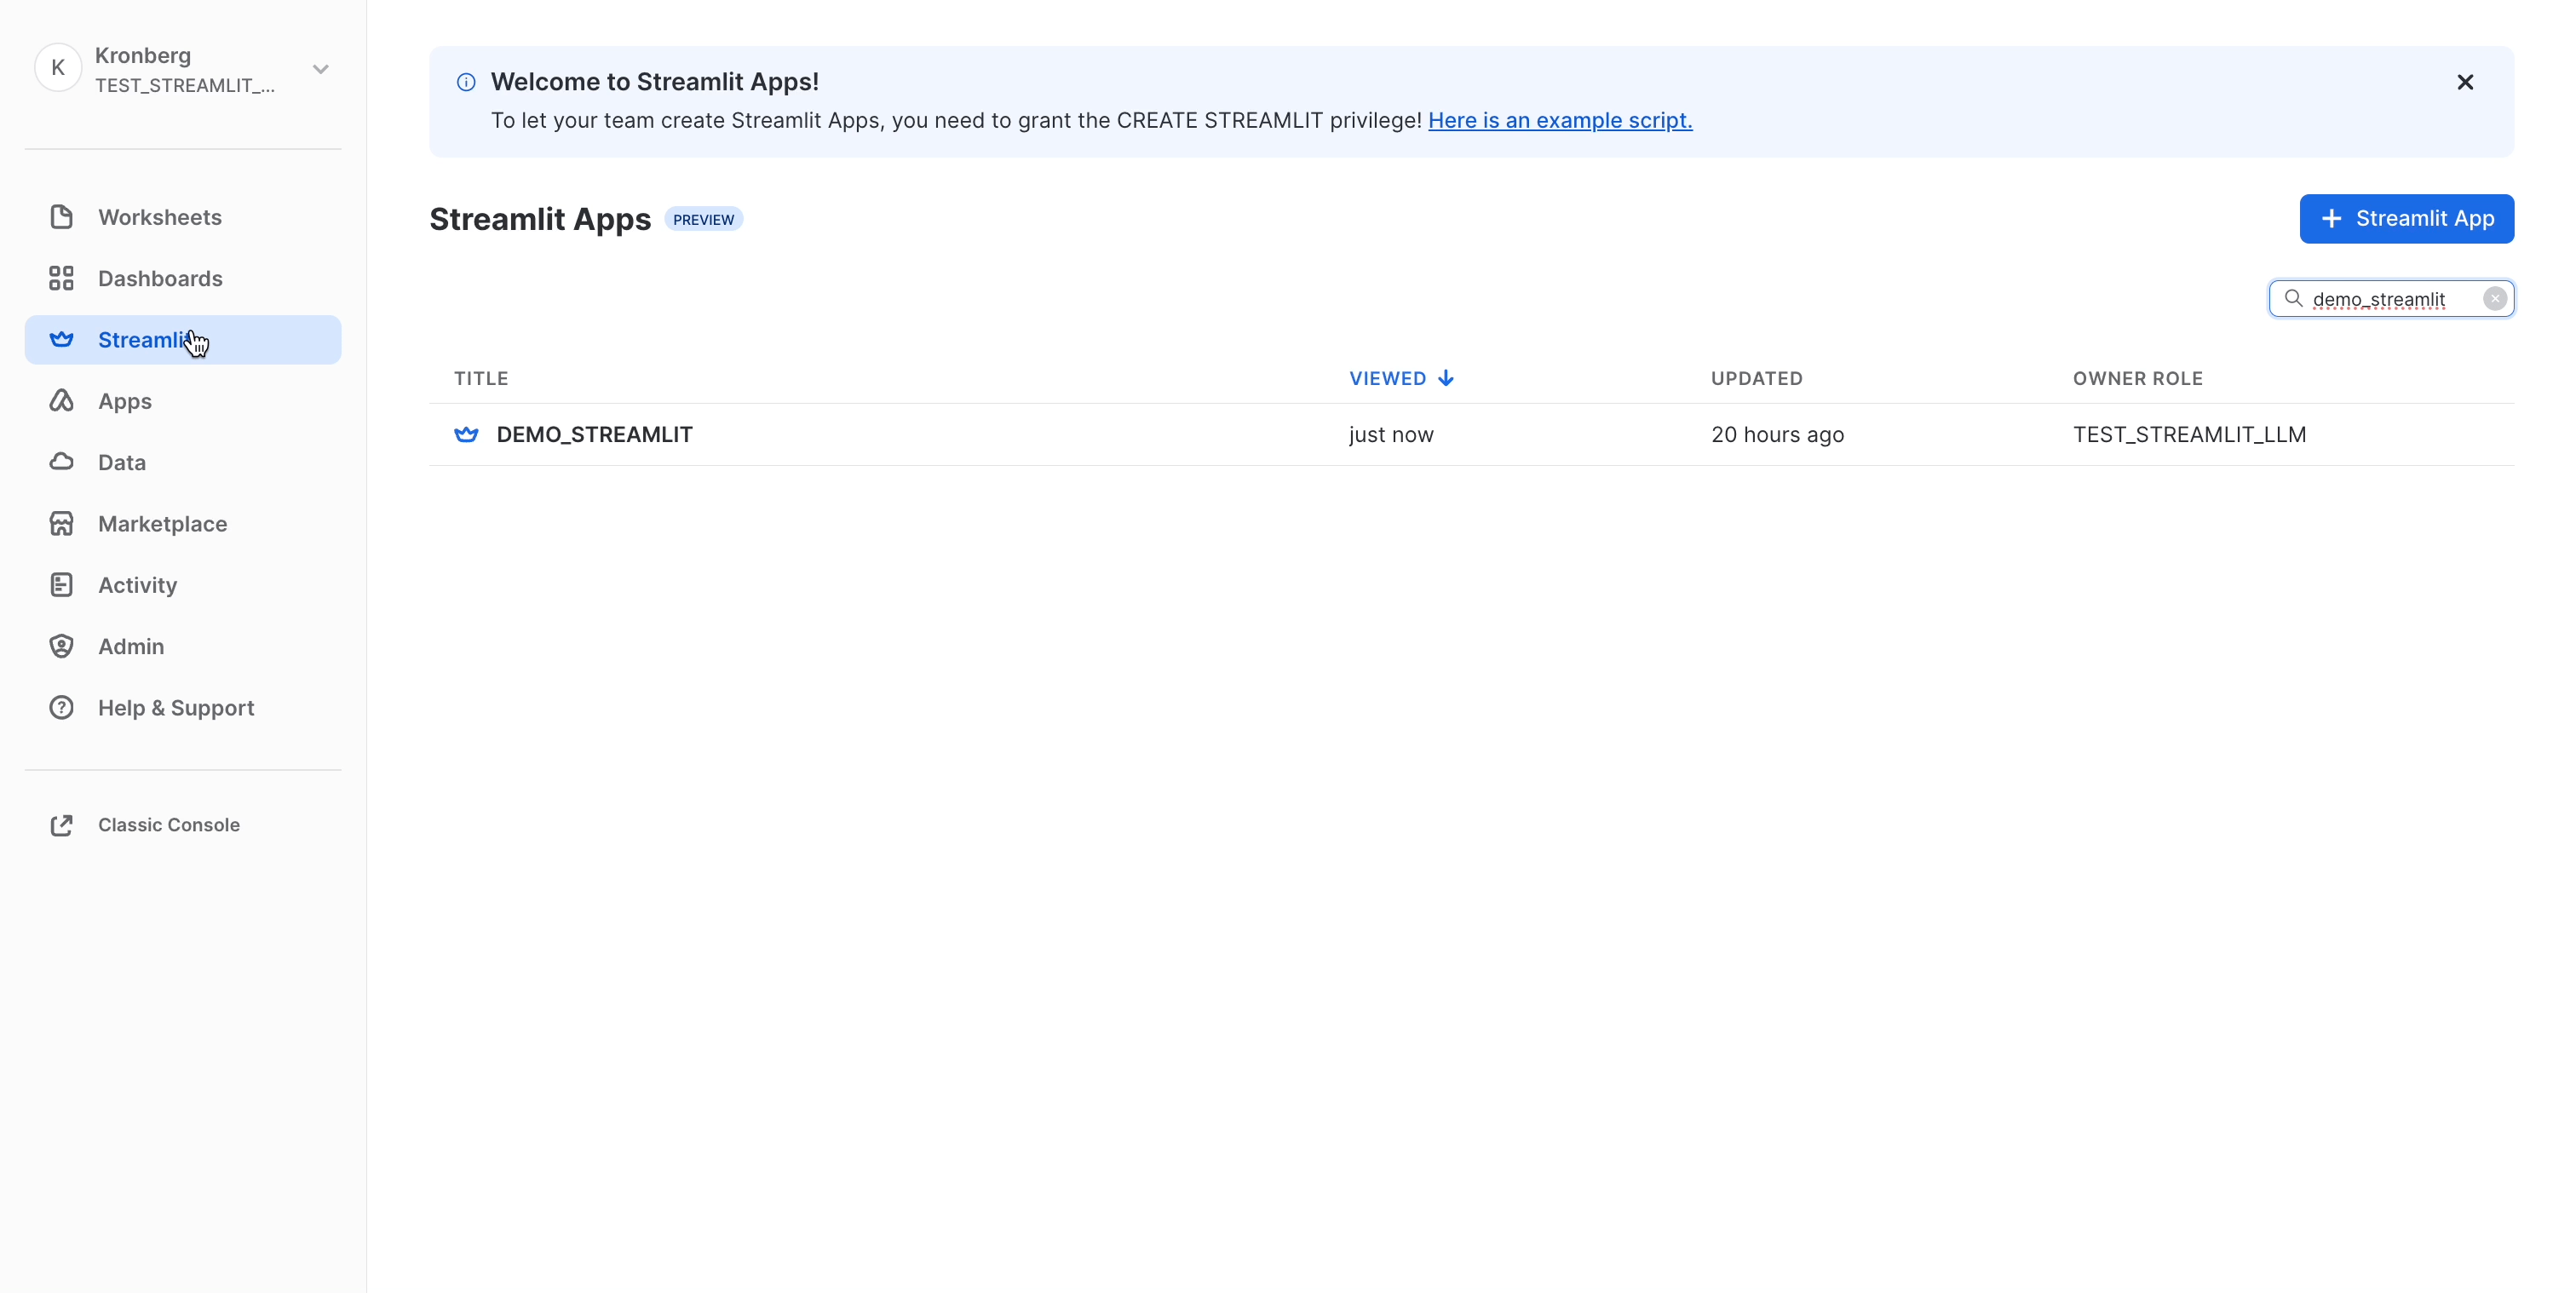 K
Kronberg
TEST_STREAMLIT_...
Worksheets
Dashboards
Streamlit
Apps
Data
Marketplace
Activity
Admin
Help & Support
Classic Console
Welcome to Streamlit Apps!
To let your team create Streamlit Apps, you need to grant the CREATE STREAMLIT privilege! Here is an example script.
Streamlit Apps PREVIEW
+ Streamlit App
demo_streamlit
TITLE VIEWED UPDATED OWNER ROLE
DEMO_STREAMLIT just now 20 hours ago TEST_STREAMLIT_LLM